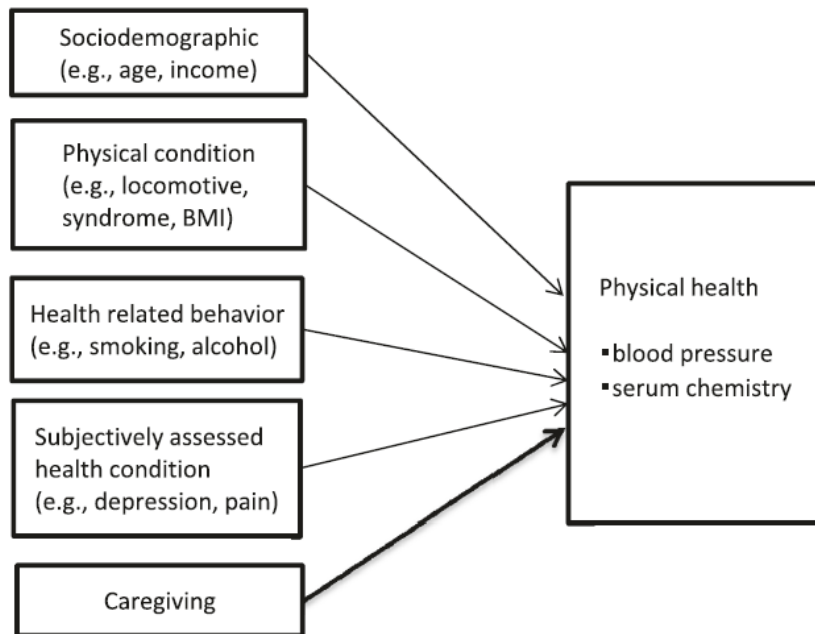 Sociodemographic
(e.g., age, income)
Physical condition
(e.g., locomotive,
syndrome, BMI)
Health related behavior
(e.g., smoking, alcohol)
Subjectively assessed
health condition
(e.g., depression, pain)
Caregiving
Physical health
▪blood pressure
▪serum chemistry